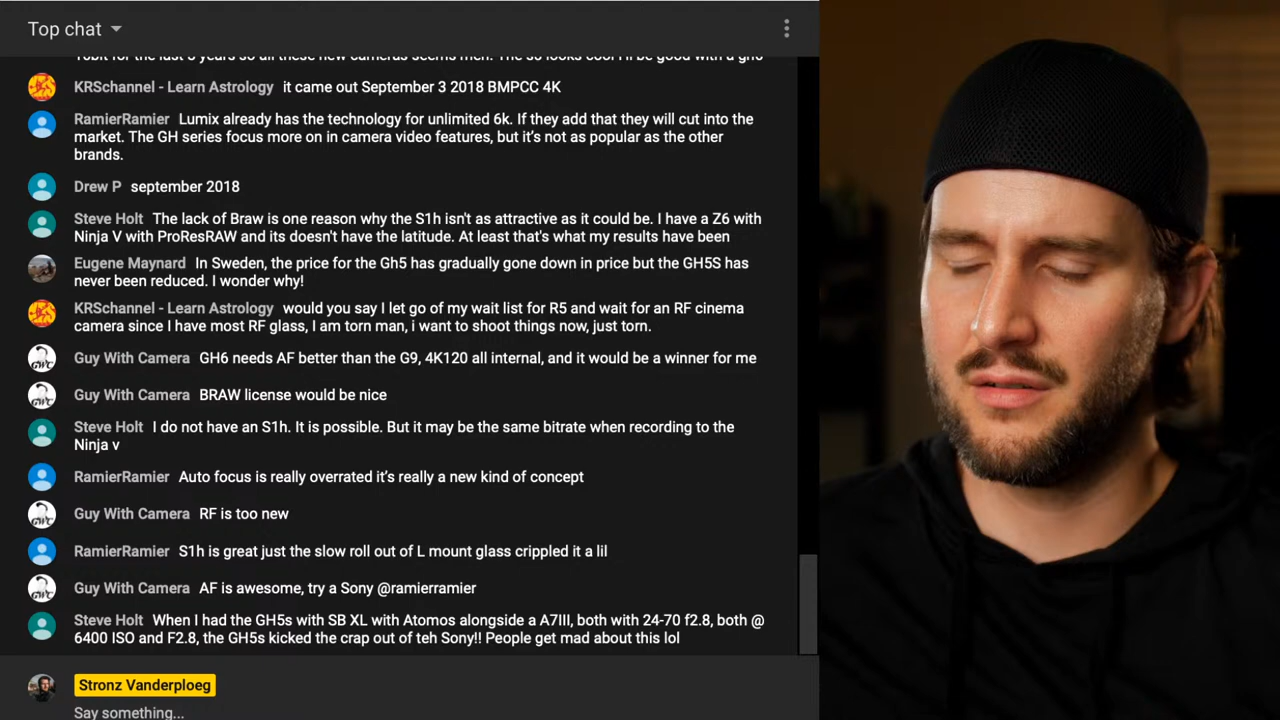 Top chat
KRSchannel - Learn Astrology it came out September 3 2018 BMPCC 4K
RamierRamier Lumix already has the technology for unlimited 6k. If they add that they will cut into the
market. The GH series focus more on in camera video features, but it's not as popular as the other
brands.
Drew P september 2018
Steve Holt The lack of Braw is one reason why the S1h isn't as attractive as it could be. I have a Z6 with
Ninja V with ProResRAW and its doesn't have the latitude. At least that's what my results have been
Eugene Maynard In Sweden, the price for the Gh5 has gradually gone down in price but the GH5S has
never been reduced. I wonder why!
KRSchannel - Learn Astrology would you say I let go of my wait list for R5 and wait for an RF cinema
camera since I have most RF glass, I am torn man, i want to shoot things now, just torn.
Guy With Camera GH6 needs AF better than the G9, 4K120 all internal, and it would be a winner for me
Guy With Camera BRAW license would be nice
Steve Holt I do not have an S1h. It is possible. But it may be the same bitrate when recording to the
Ninja v
RamierRamier Auto focus is really overrated it's really a new kind of concept
Guy With Camera RF is too new
RamierRamier S1h is great just the slow roll out of L mount glass crippled it a lil
Guy With Camera AF is awesome, try a Sony @ramierramier
Steve Holt When I had the GH5s with SB XL with Atomos alongside a A7III, both with 24-70 f2.8, both @
6400 ISO and F2.8, the GH5s kicked the crap out of teh Sony!! People get mad about this lol
Stronz Vanderploeg
Say something...